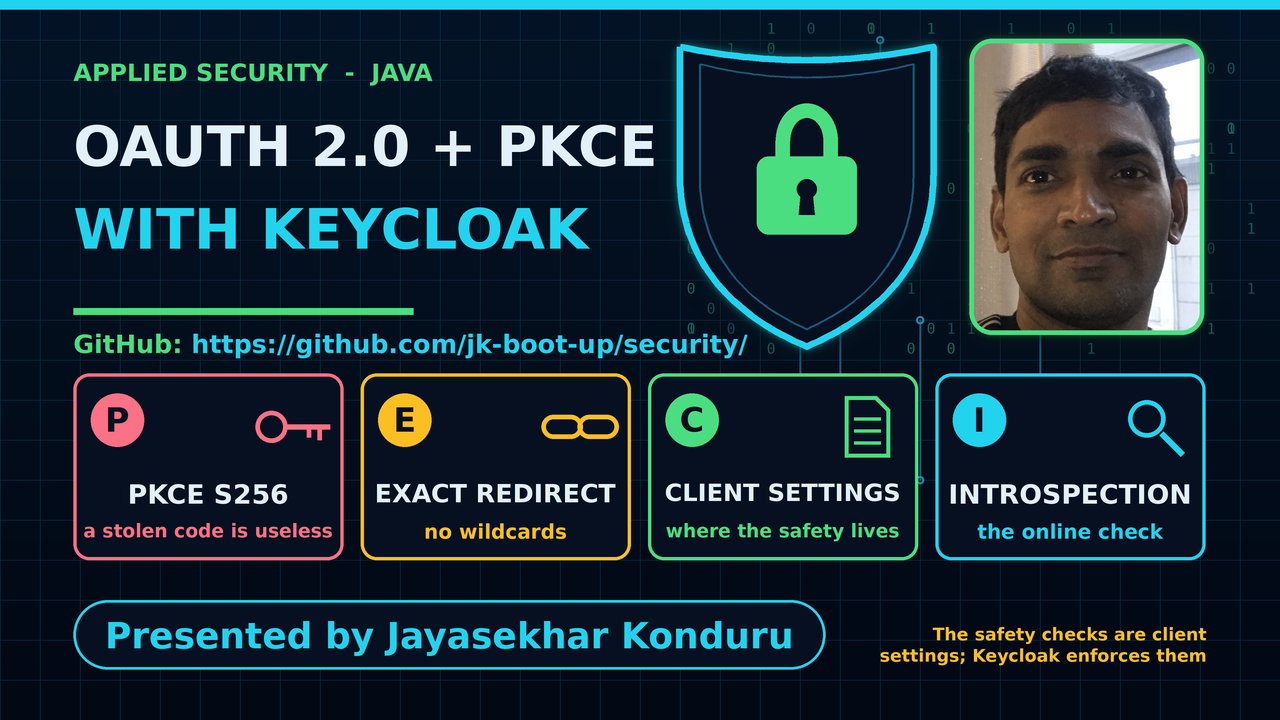 APPLIED SECURITY - JAVA
OAUTH 2.0 + PKCE
WITH KEYCLOAK
GitHub: https://github.com/jk-boot-up/security/
P
PKCE S256
a stolen code is useless
E
EXACT REDIRECT
no wildcards
C
CLIENT SETTINGS
where the safety lives
I
INTROSPECTION
the online check
Presented by Jayasekhar Konduru
The safety checks are client
settings; Keycloak enforces them